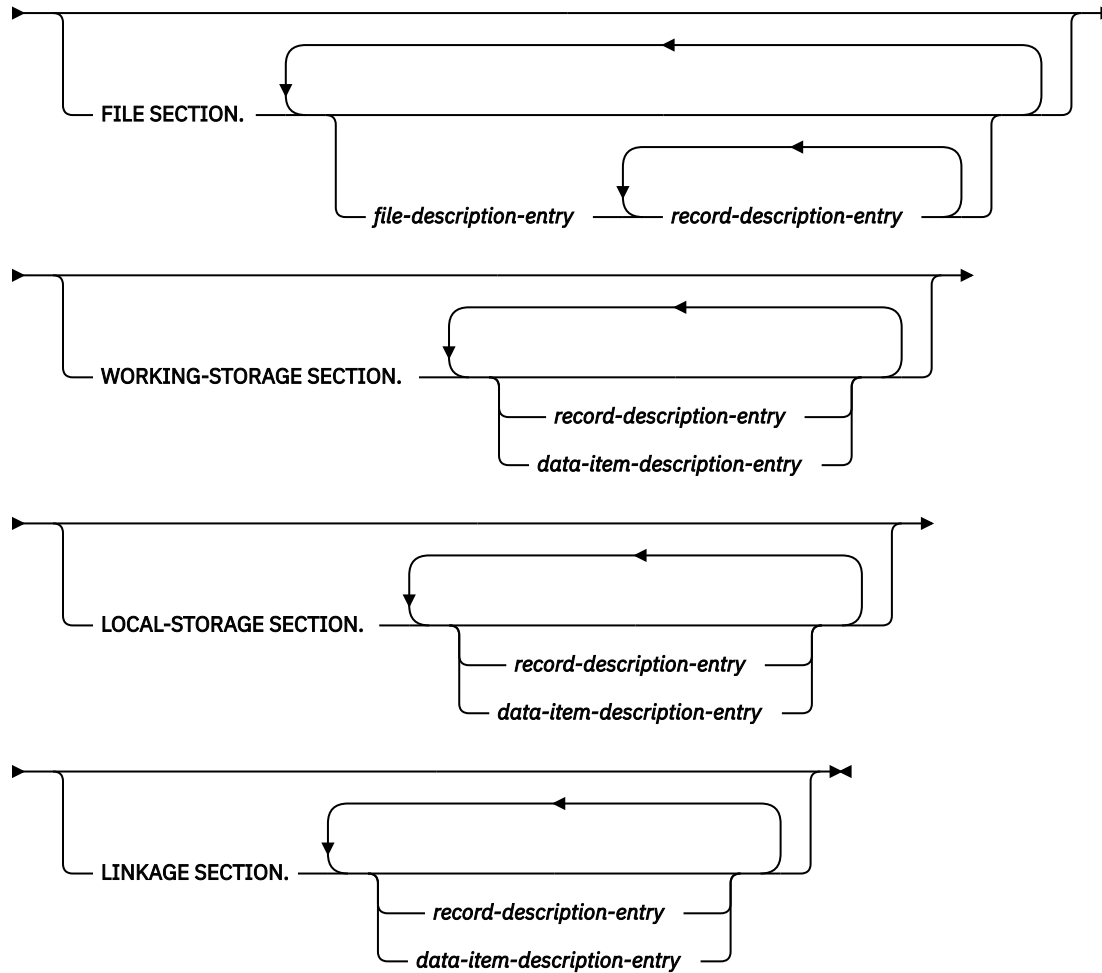 FILE SECTION.
file-description-entry record-description-entry
WORKING-STORAGE SECTION.
record-description-entry
data-item-description-entry
LOCAL-STORAGE SECTION.
record-description-entry
data-item-description-entry
LINKAGE SECTION.
record-description-entry
data-item-description-entry